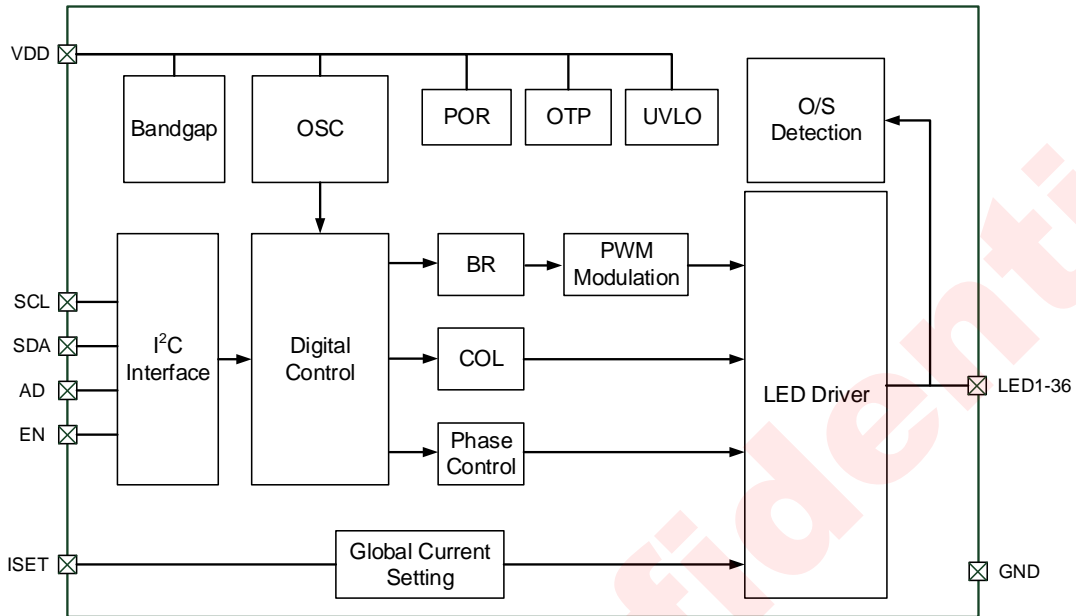 VDD
Bandgap
OSC
POR
OTP
UVLO
O/S
Detection
SCL
SDA
AD
EN
I²C
Interface
Digital
Control
BR
PWM
Modulation
COL
Phase
Control
LED Driver
LED1-36
ISET
Global Current
Setting
GND
fidenti